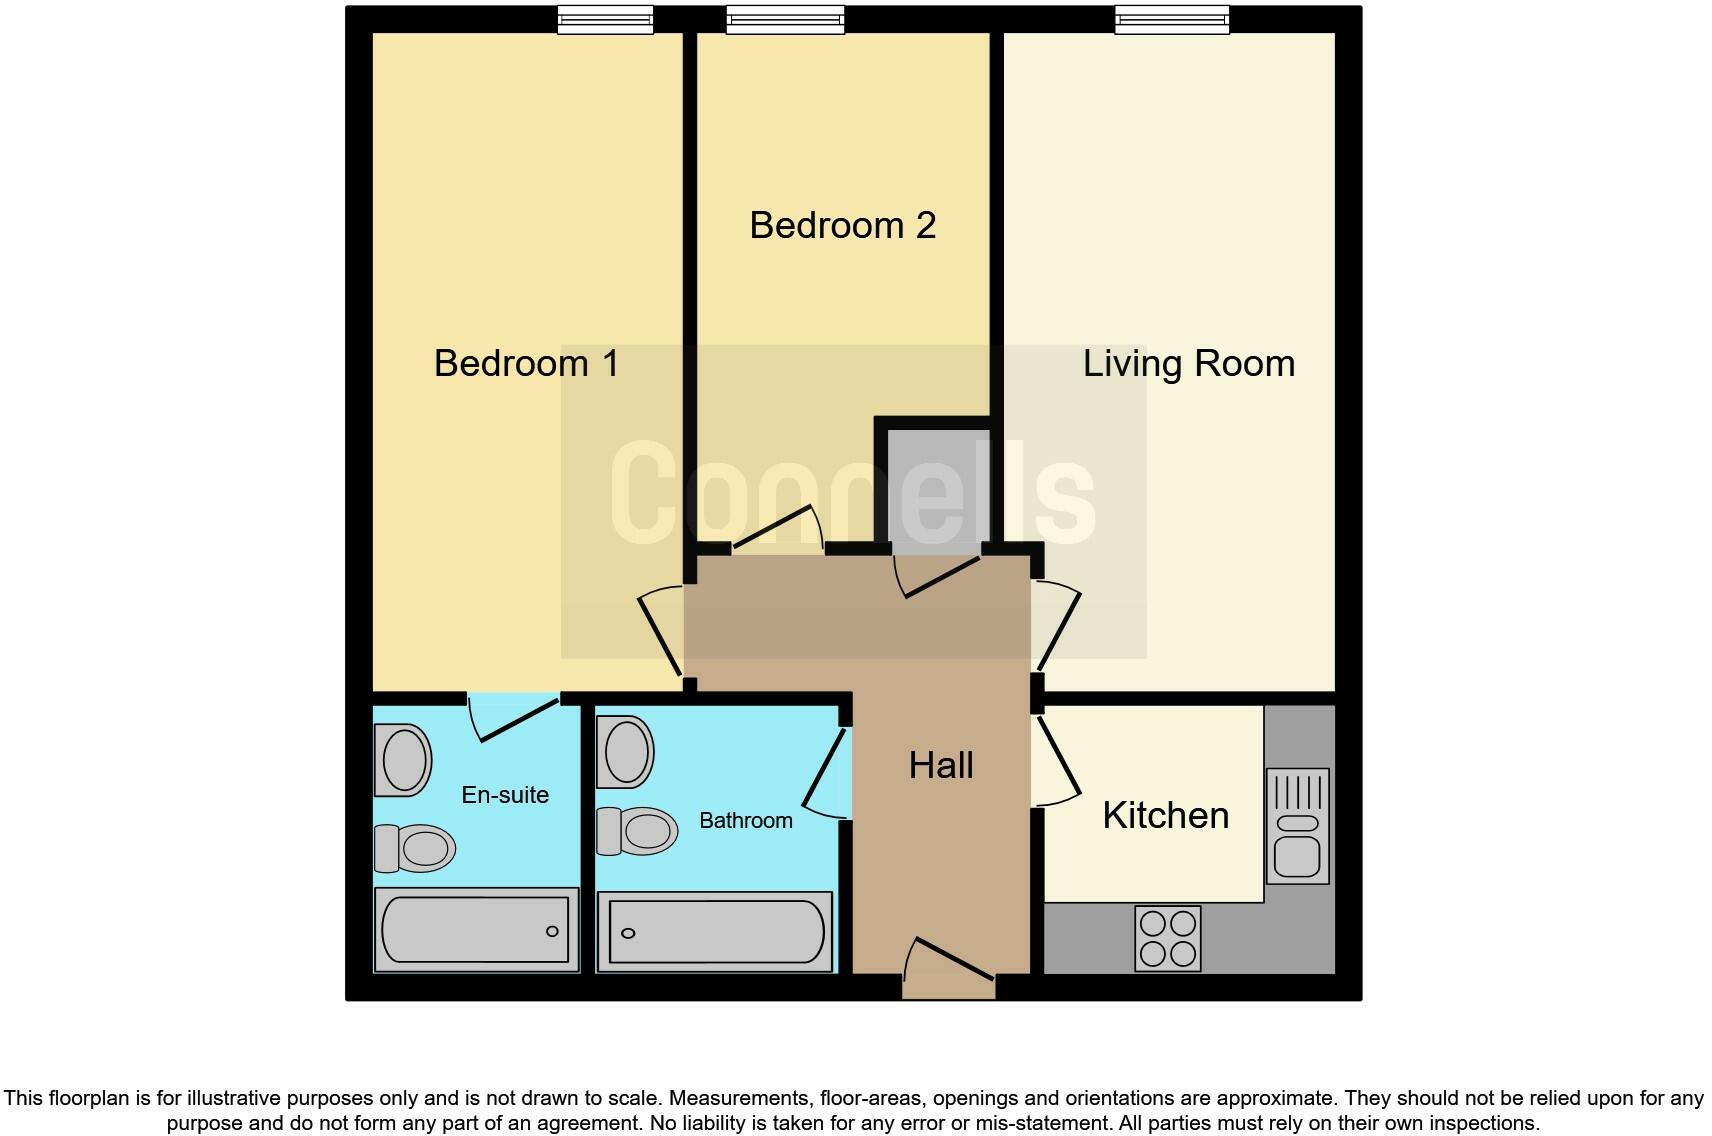 Bedroom 2
Bedroom 1
Living Room
Connells
Hall
En-suite
Bathroom
Kitchen
This floorplan is for illustrative purposes only and is not drawn to scale. Measurements, floor-areas, openings and orientations are approximate. They should not be relied upon for any
purpose and do not form any part of an agreement. No liability is taken for any error or mis-statement. All parties must rely on their own inspections.